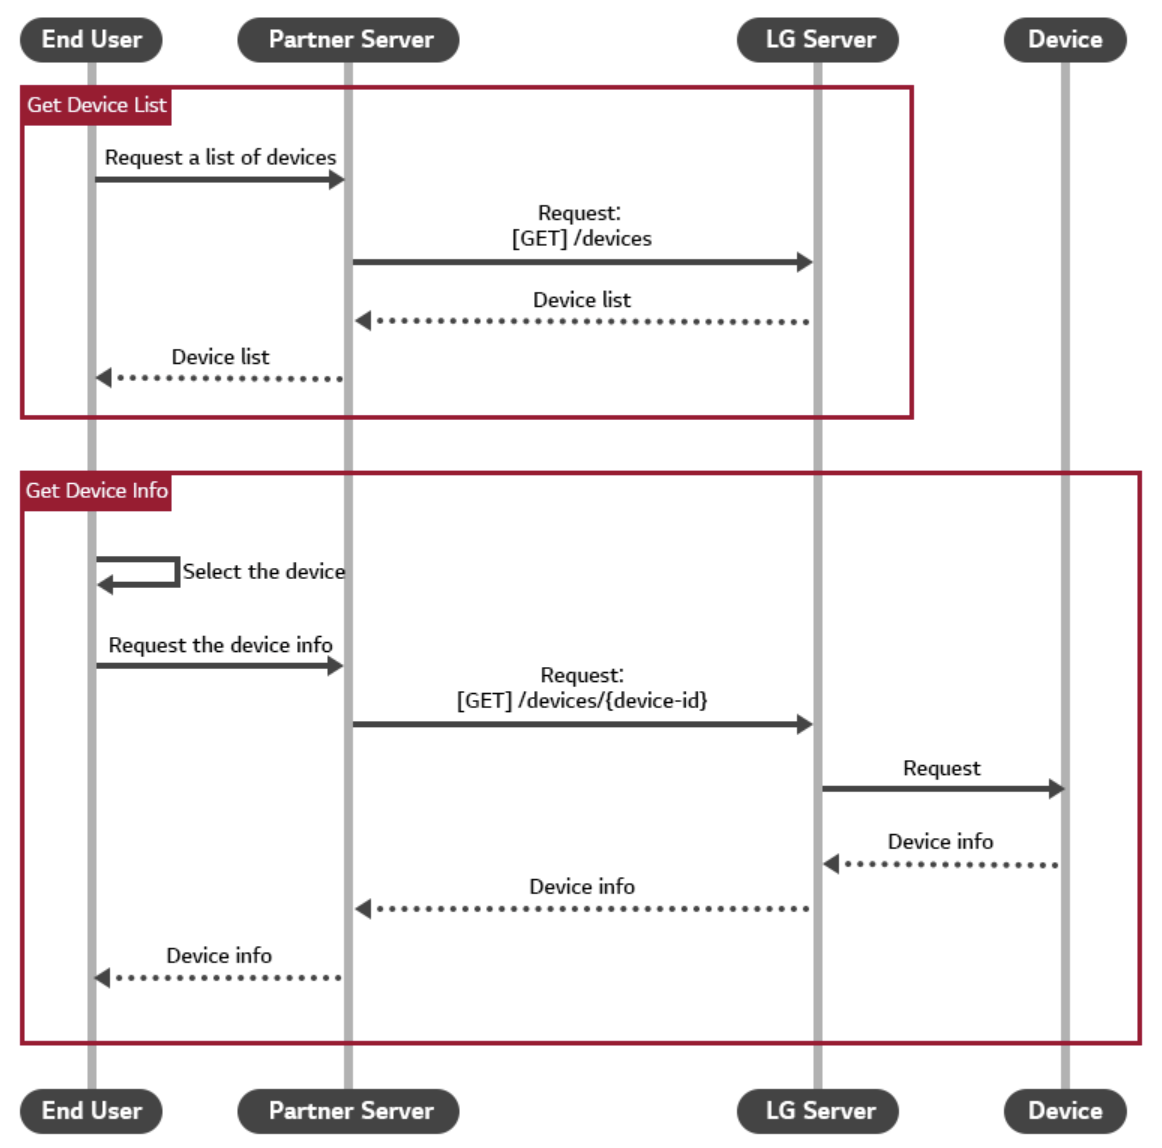 End User
Partner Server
LG Server
Device
Get Device List
Request a list of devices
Request:
[GET] /devices
Device list
Device list
Get Device Info
Select the device
Request the device info
Request:
[GET] /devices/{device-id}
Request
Device info
Device info
Device info
End User
Partner Server
LG Server
Device